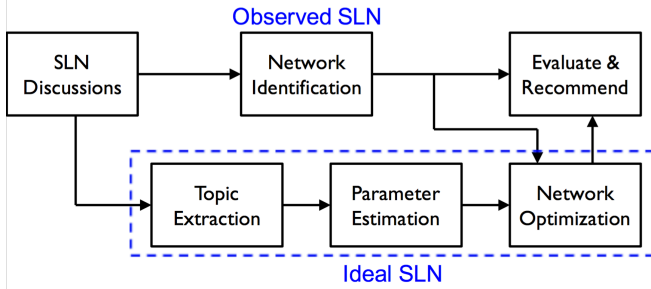 Observed SLN
SLN
Discussions
Network
Identification
Evaluate &
Recommend
Topic
Extraction
Parameter
Estimation
Network
Optimization
Ideal SLN